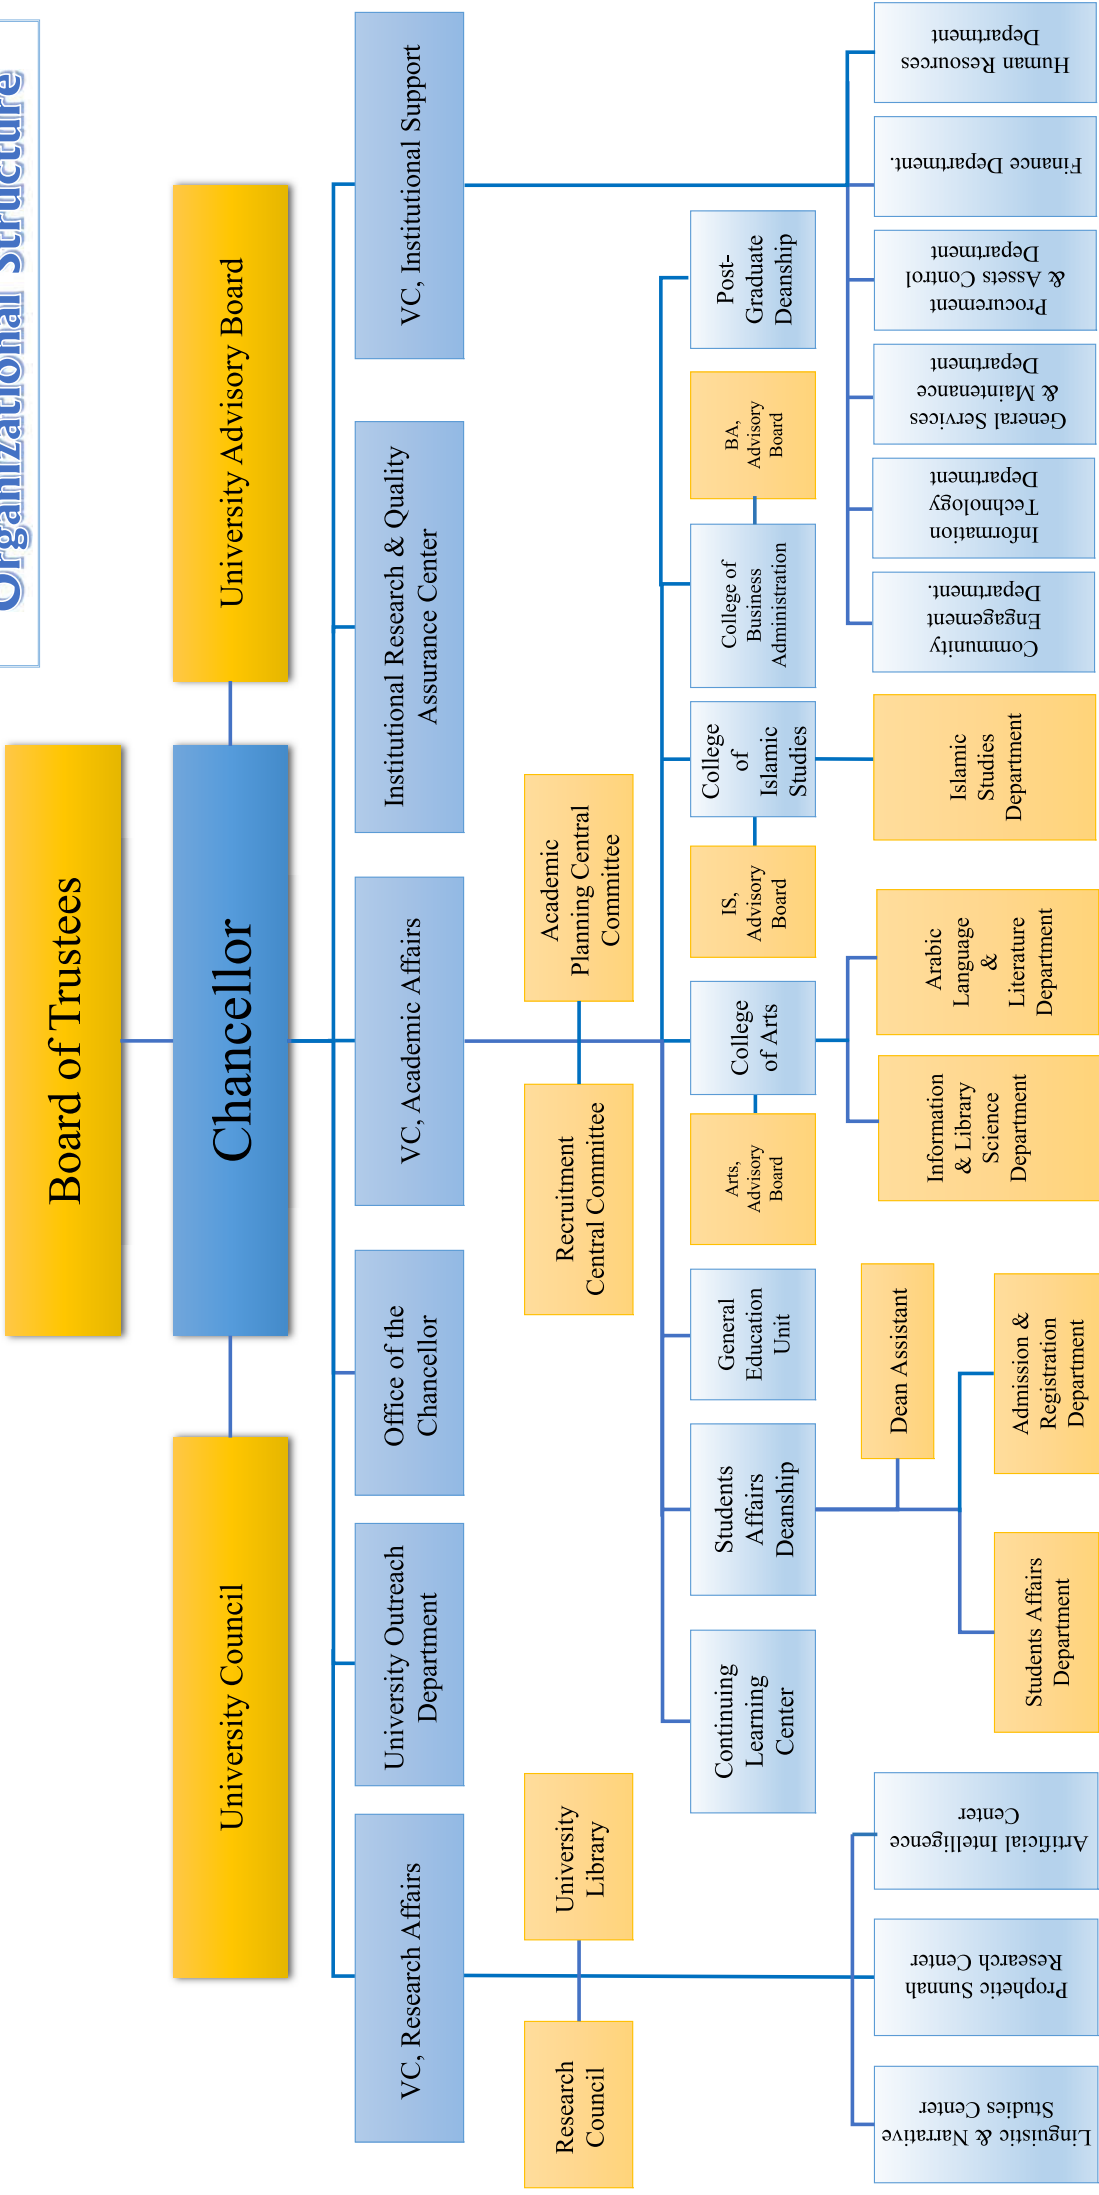 Organizational Structure
Board of Trustees
University Council
Chancellor
University Advisory Board
VC, Research Affairs
University Outreach
Department
Office of the
Chancellor
VC, Academic Affairs
Institutional Research & Quality
Assurance Center
VC, Institutional Support
Research
Council
University
Library
Recruitment
Central Committee
Academic
Planning Central
Committee
Continuing
Learning
Center
Students
Affairs
Deanship
General
Education
Unit
Arts,
Advisory
Board
College
of Arts
IS,
Advisory
Board
College
of
Islamic
Studies
College of
Business
Administration
BA,
Advisory
Board
Post-
Graduate
Deanship
Linguistic & Narrative
Studies Center
Prophetic Sunnah
Research Center
Artificial Intelligence
Center
Dean Assistant
Students Affairs
Department
Admission &
Registration
Department
Information
& Library
Science
Department
Arabic
Language
&
Literature
Department
Islamic
Studies
Department
Community
Engagement
Department.
Information
Technology
Department
General Services
& Maintenance
Department
Procurement
& Assets Control
Department
Finance Department.
Human Resources
Department